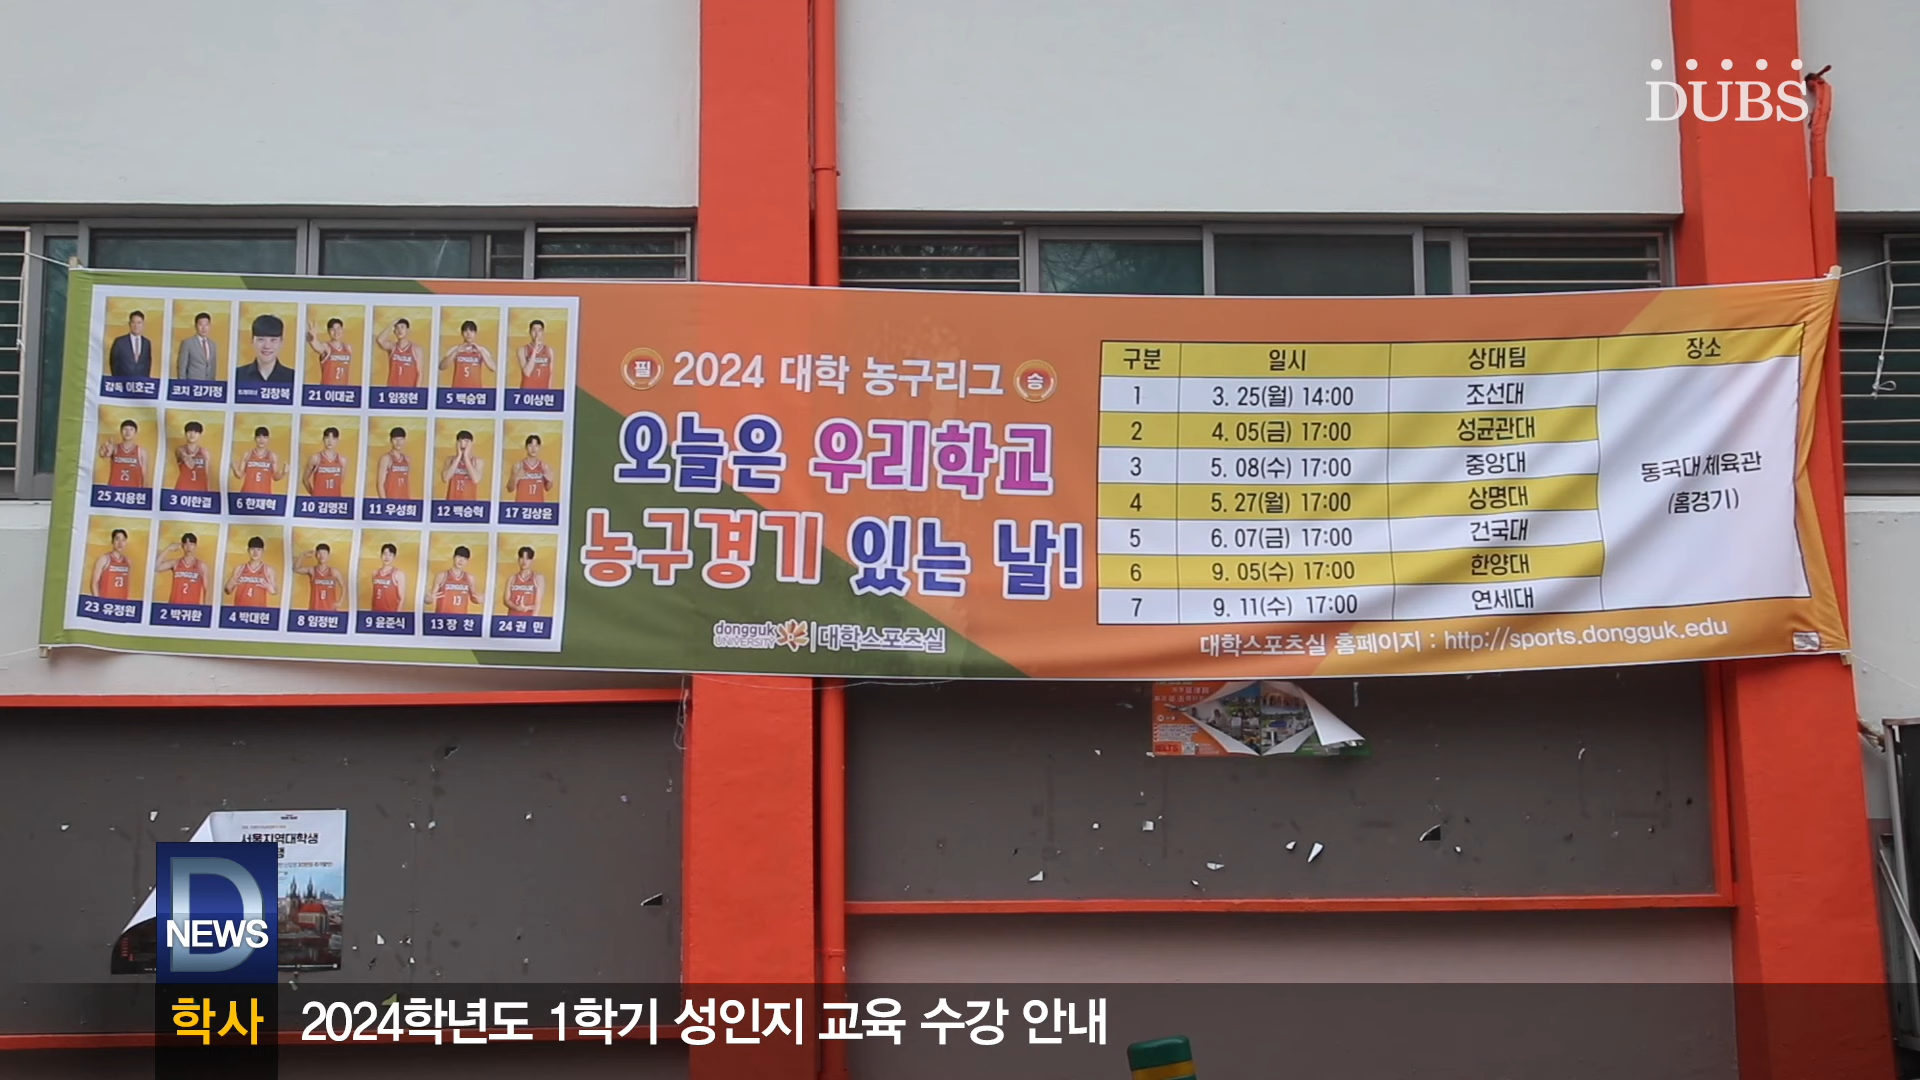 DUBS
감독 이호근
코치 김가정
김창복
21 이대균
1 임정현
5 백승엽
7 이상현
25 지용현
3 이한결
6 한재혁
10 김명진
11 우성희
12 백승혁
17 김상윤
23 유정원
2 박귀환
4 박대현
8 임정빈
9 윤준식
13 장 찬
24 권 민
필 2024 대학 농구리그 승
오늘은 우리학교
농구경기 있는 날!
dongguk UNIVERSITY 대학스포츠실
구분 일시 상대팀 장소
1 3. 25(월) 14:00 조선대
2 4. 05(금) 17:00 성균관대
3 5. 08(수) 17:00 중앙대
4 5. 27(월) 17:00 상명대
5 6. 07(금) 17:00 건국대
6 9. 05(수) 17:00 한양대
7 9. 11(수) 17:00 연세대
동국대체육관
(홈경기)
대학스포츠실 홈페이지 : http://sports.dongguk.edu
서울지역대학생
D NEWS
학사 2024학년도 1학기 성인지 교육 수강 안내